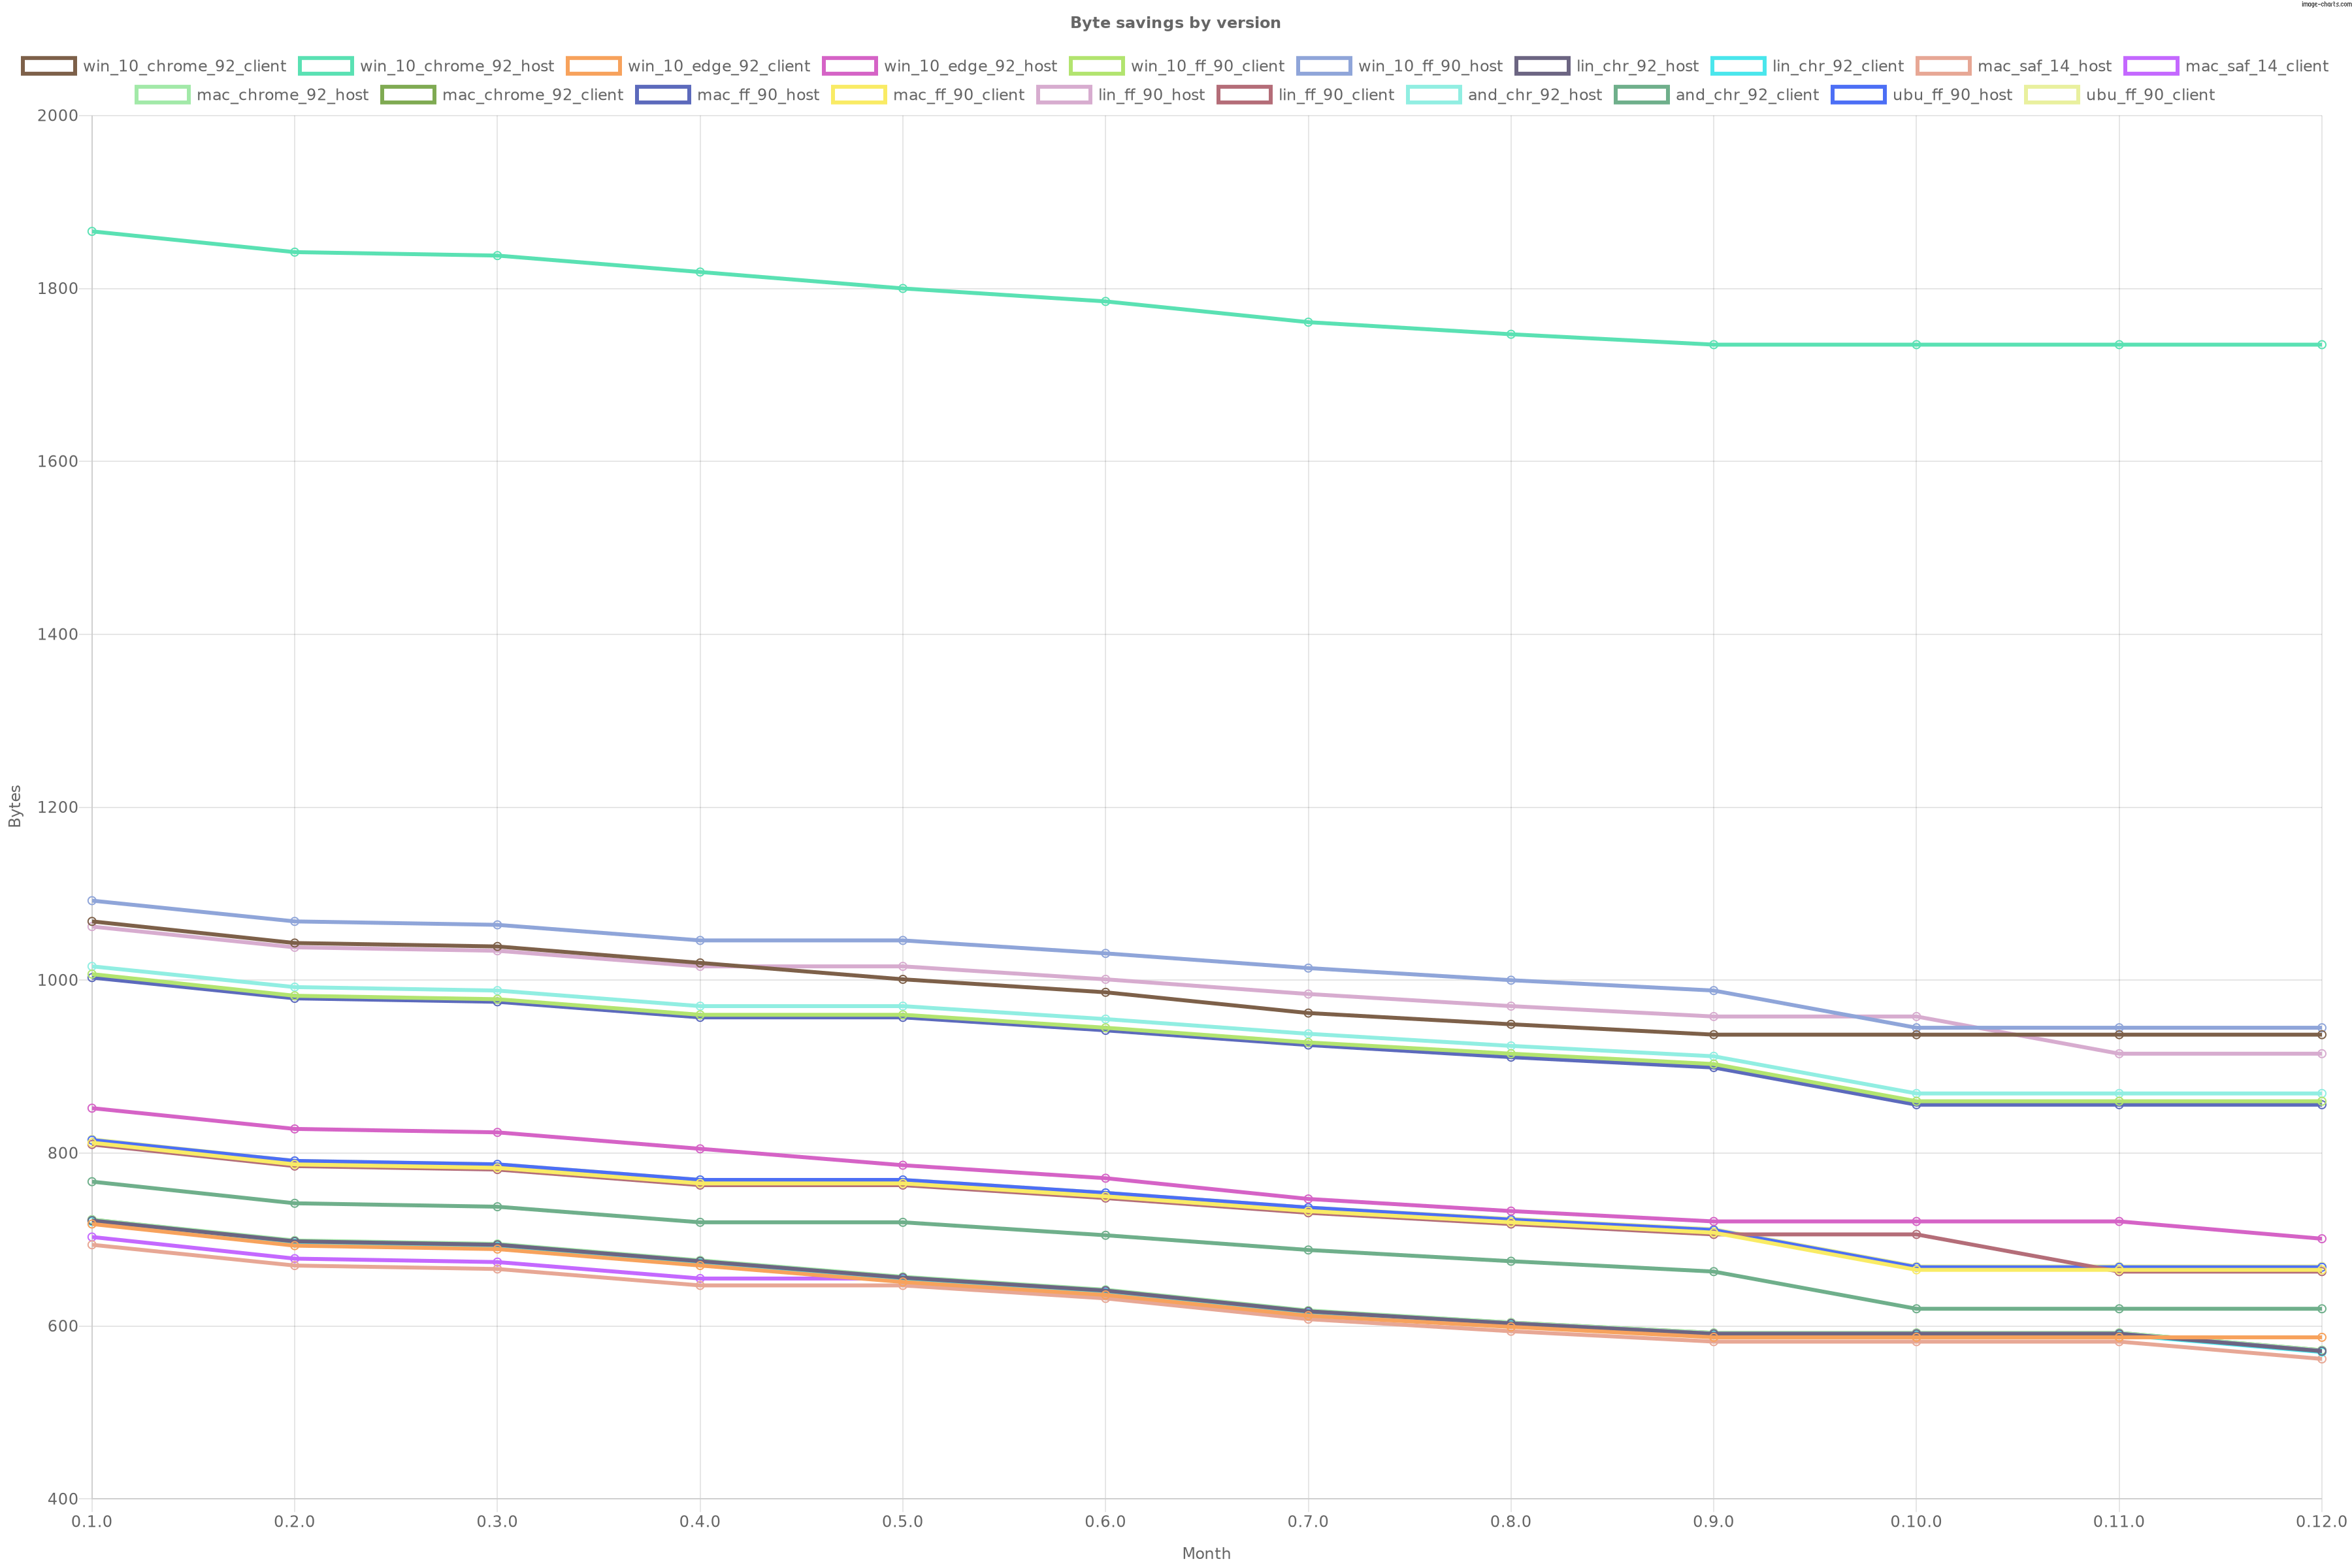 image-charts.com
Byte savings by version
win_10_chrome_92_client win_10_chrome_92_host win_10_edge_92_client win_10_edge_92_host win_10_ff_90_client win_10_ff_90_host lin_chr_92_host lin_chr_92_client mac_saf_14_host mac_saf_14_client
mac_chrome_92_host mac_chrome_92_client mac_ff_90_host mac_ff_90_client lin_ff_90_host lin_ff_90_client and_chr_92_host and_chr_92_client ubu_ff_90_host ubu_ff_90_client
2000
1800
1600
1400
1200
1000
800
600
400
Bytes
0.1.0 0.2.0 0.3.0 0.4.0 0.5.0 0.6.0 0.7.0 0.8.0 0.9.0 0.10.0 0.11.0 0.12.0
Month